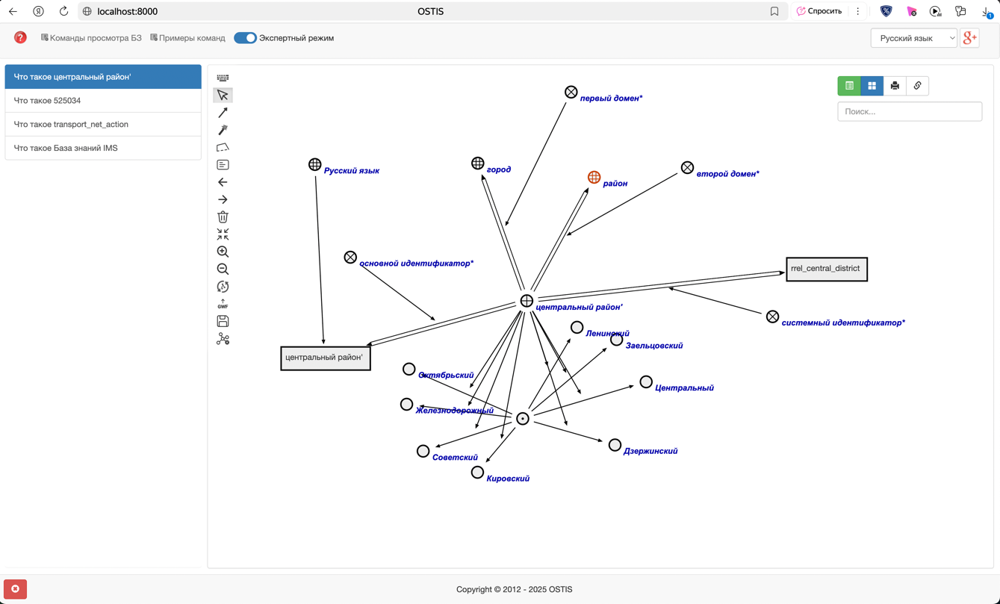 localhost:8000
OSTIS
Спросить
1
?
Команды просмотра БЗ
Примеры команд
Экспертный режим
Русский язык
g+
Что такое центральный район'
Что такое 525034
Что такое transport_net_action
Что такое База знаний IMS
GWF
Поиск...
первый домен*
Русский язык
город
второй домен*
район
основной идентификатор*
rrel_central_district
центральный район'
системный идентификатор*
Ленинский
Заельцовский
центральный район'
Октябрьский
Центральный
Железнодорожный
Советский
Дзержинский
Кировский
Copyright © 2012 - 2025 OSTIS